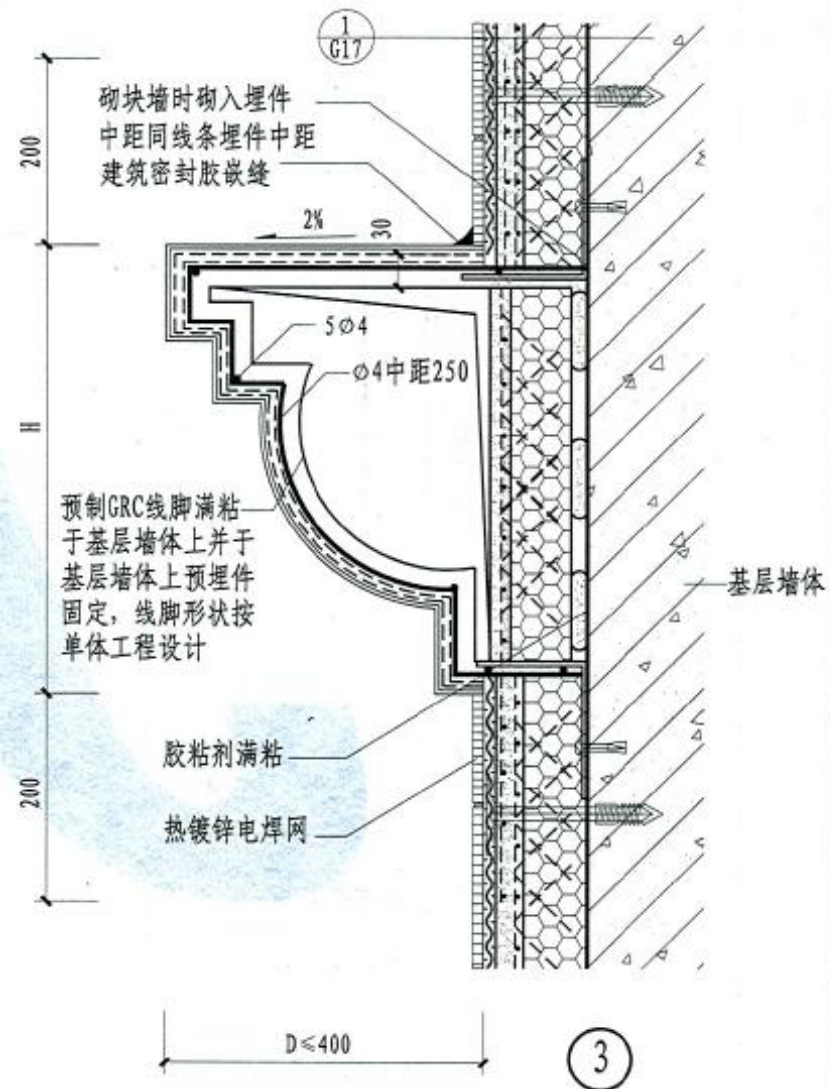 1
G17
砌块墙时砌入埋件
中距同线条埋件中距
建筑密封胶嵌缝
200
2%
30
5∅4
∅4中距250
H
预制GRC线脚满粘
于基层墙体上并于
基层墙体上预埋件
固定，线脚形状按
单体工程设计
基层墙体
胶粘剂满粘
热镀锌电焊网
200
D≤400
3